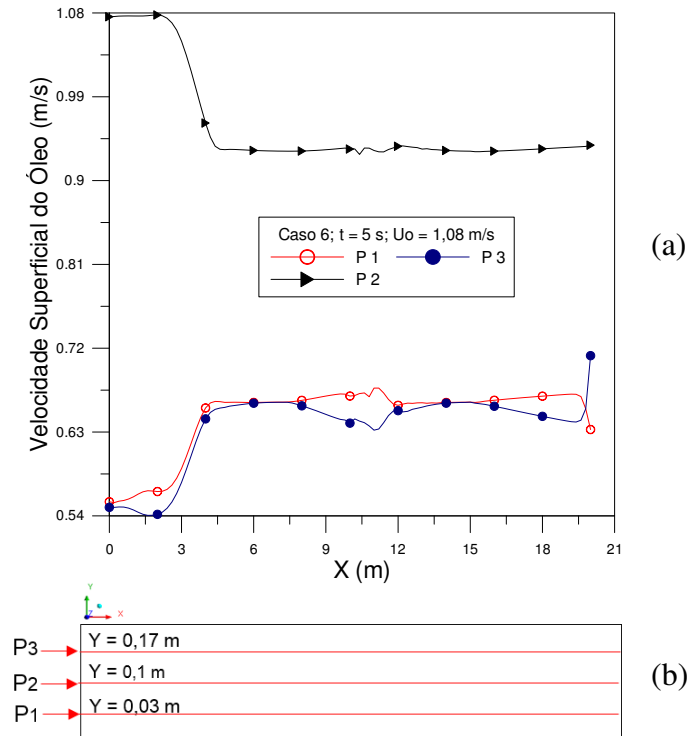 1.08
0.99
0.9
0.81
0.72
0.63
0.54
Velocidade Superficial do Óleo (m/s)
Caso 6; t = 5 s; Uo = 1,08 m/s
P 1
P 3
P 2
(a)
0
3
6
9
12
15
18
21
X (m)
Y
Z
X
P3
Y = 0,17 m
P2
Y = 0,1 m
P1
Y = 0,03 m
(b)